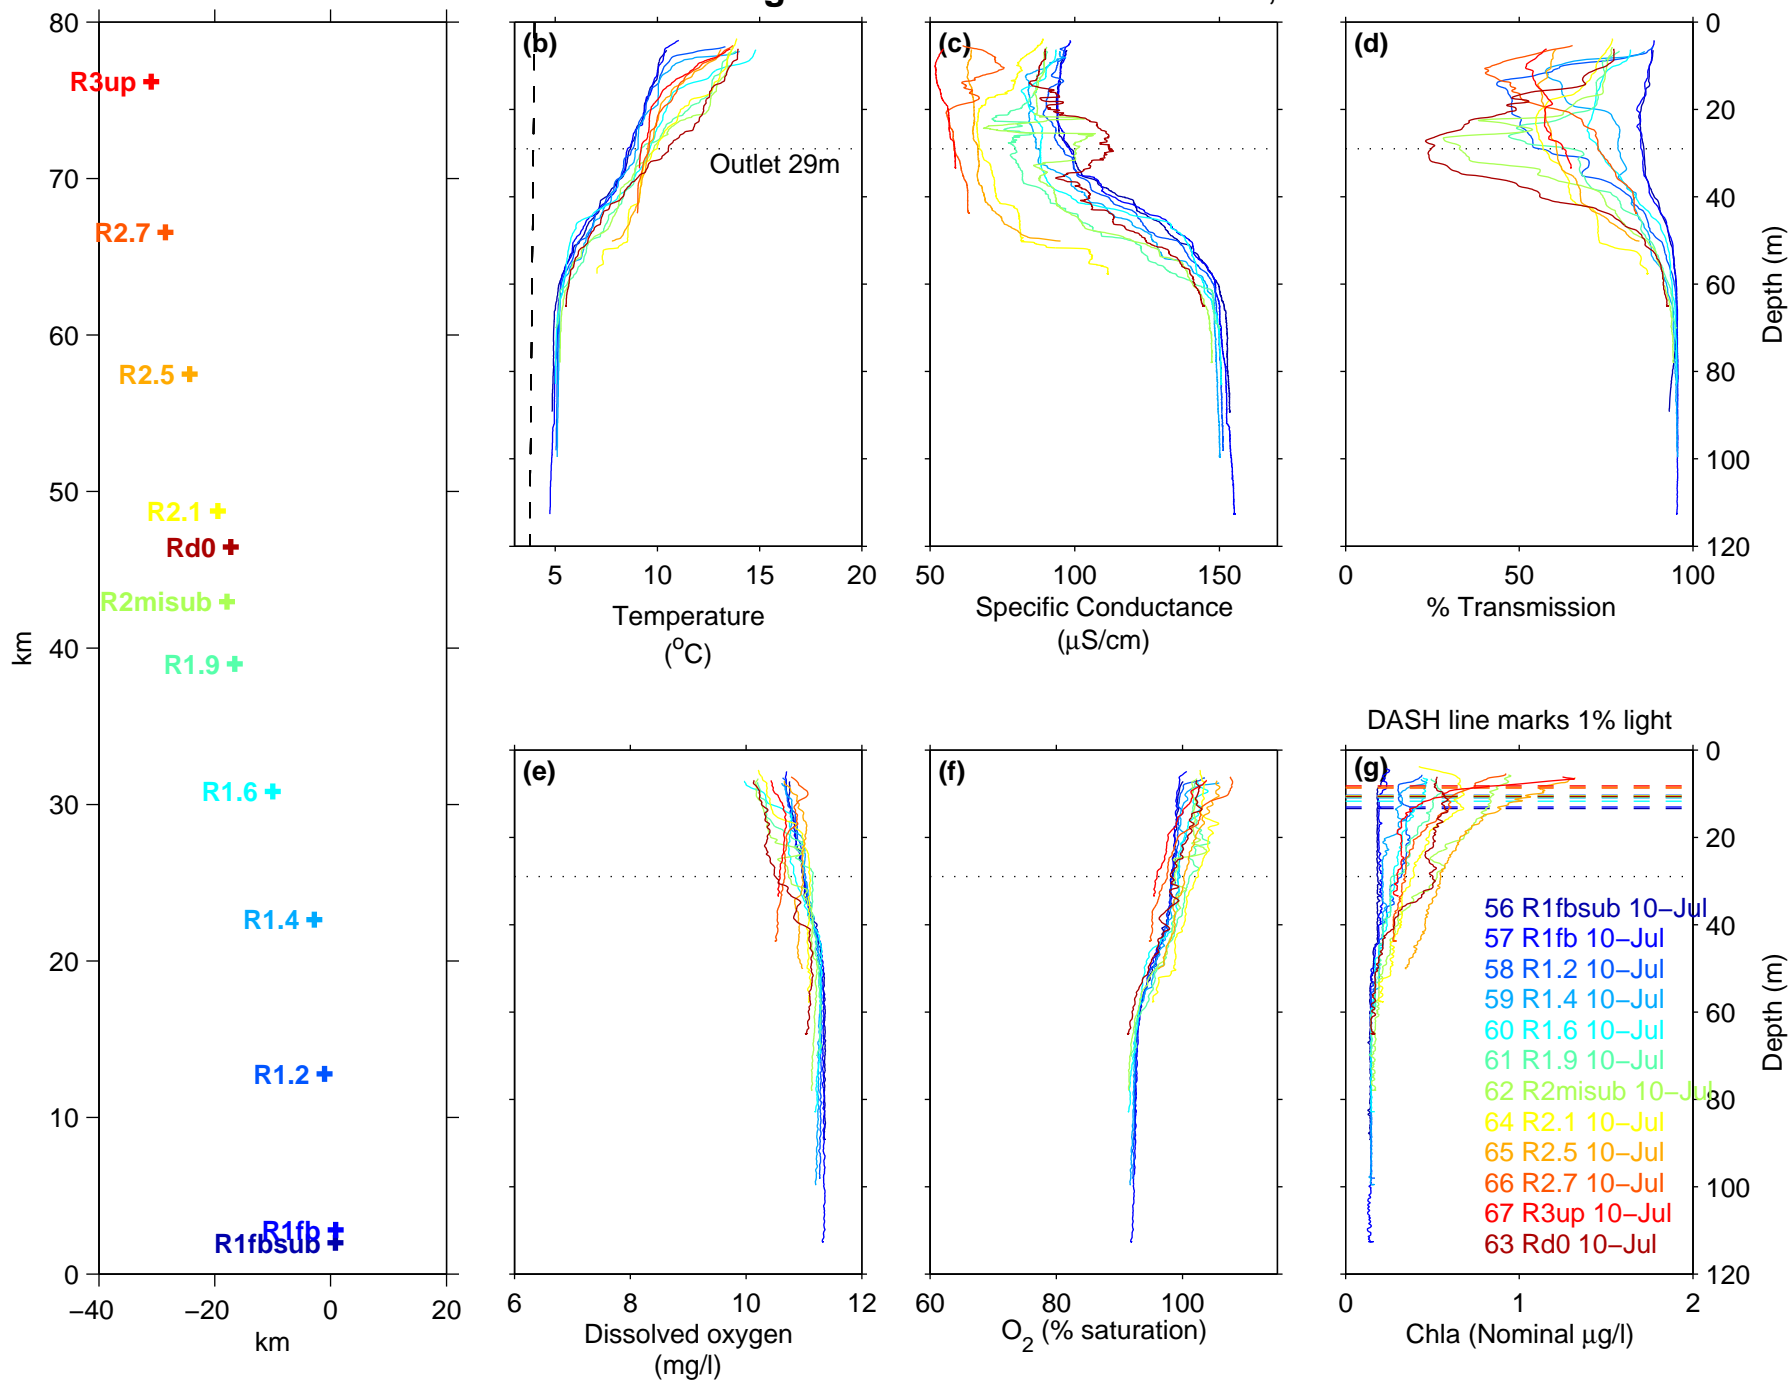 g
,
80
70
60
50
40
30
20
10
0
km
−40
−20
0
20
km
R3up
R2.7
R2.5
R2.1
Rd0
R2misub
R1.9
R1.6
R1.4
R1.2
R1fb
R1fbsub
(b)
Outlet 29m
5
10
15
20
Temperature
(°C)
(c)
50
100
150
Specific Conductance
(μS/cm)
(d)
0
50
100
% Transmission
0
20
40
60
80
100
120
Depth (m)
(e)
6
8
10
12
Dissolved oxygen
(mg/l)
(f)
60
80
100
O2 (% saturation)
DASH line marks 1% light
(g)
56 R1fbsub 10−Jul
57 R1fb 10−Jul
58 R1.2 10−Jul
59 R1.4 10−Jul
60 R1.6 10−Jul
61 R1.9 10−Jul
62 R2misub 10−Jul
64 R2.1 10−Jul
65 R2.5 10−Jul
66 R2.7 10−Jul
67 R3up 10−Jul
63 Rd0 10−Jul
0
1
2
Chla (Nominal μg/l)
0
20
40
60
80
100
120
Depth (m)